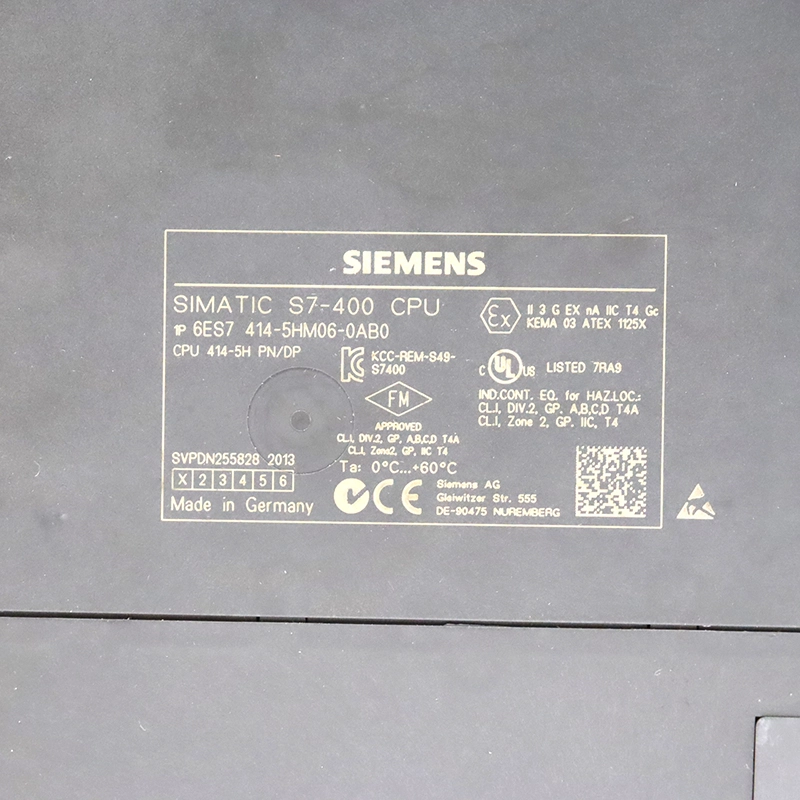 SIEMENS
SIMATIC S7-400 CPU
1P 6ES7 414-5HM06-0AB0
CPU 414-5H PN/DP
Ex
II 3 G EX nA IIC T4 Gc
KEMA 03 ATEX 1125X
KCC-REM-S49-
S7400
C UL US LISTED 7RA9
FM
APPROVED
CL.I, DIV.2, GP. A,B,C,D T4A
CL.I, Zone2, GP. IIC T4
IND.CONT. EQ. for HAZ.LOC.:
CL.I, DIV.2, GP. A,B,C,D T4A
CL.I, Zone 2, GP. IIC, T4
SVPDN255828 2013
X 2 3 4 5 6
Made in Germany
Ta: 0°C...+60°C
CE
Siemens AG
Gleiwitzer Str. 555
DE-90475 NUREMBERG